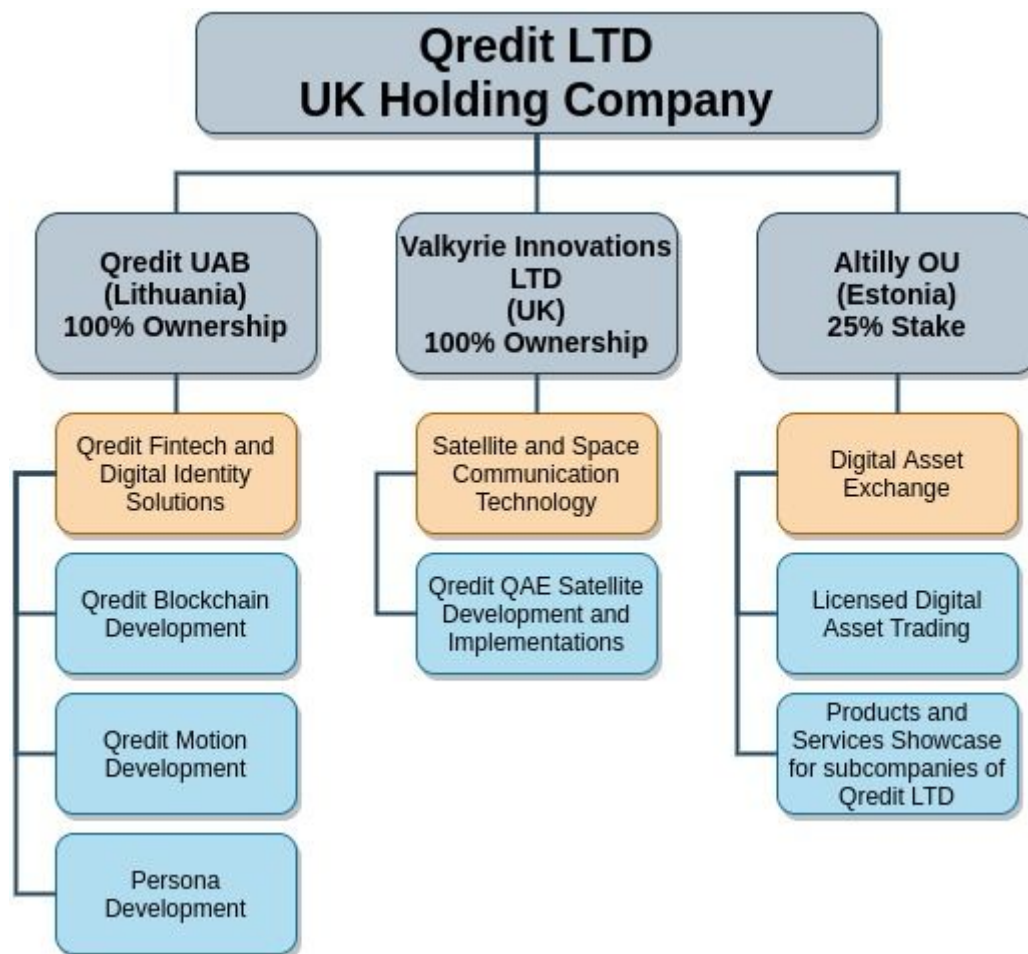 Qredit LTD
UK Holding Company
Qredit UAB
(Lithuania)
100% Ownership
Valkyrie Innovations
LTD
(UK)
100% Ownership
Altilly OU
(Estonia)
25% Stake
Qredit Fintech and
Digital Identity
Solutions
Satellite and Space
Communication
Technology
Digital Asset
Exchange
Qredit Blockchain
Development
Qredit QAE Satellite
Development and
Implementations
Licensed Digital
Asset Trading
Qredit Motion
Development
Products and
Services Showcase
for subcompanies of
Qredit LTD
Persona
Development